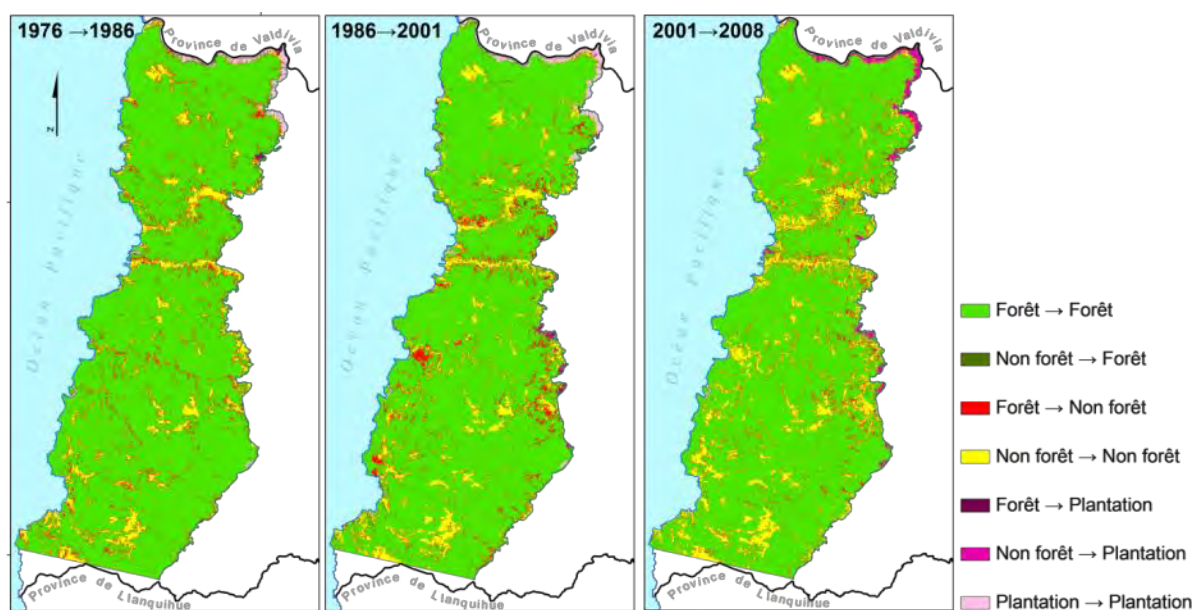 1976 → 1986
Province de Valdivia
z
Océan Pacifique
Province de Llanquihue
1986 → 2001
Province de Valdivia
Océan Pacifique
Province de Llanquihue
2001 → 2008
Province de Valdivia
Océan Pacifique
Province de Llanquihue
Forêt → Forêt
Non forêt → Forêt
Forêt → Non forêt
Non forêt → Non forêt
Forêt → Plantation
Non forêt → Plantation
Plantation → Plantation